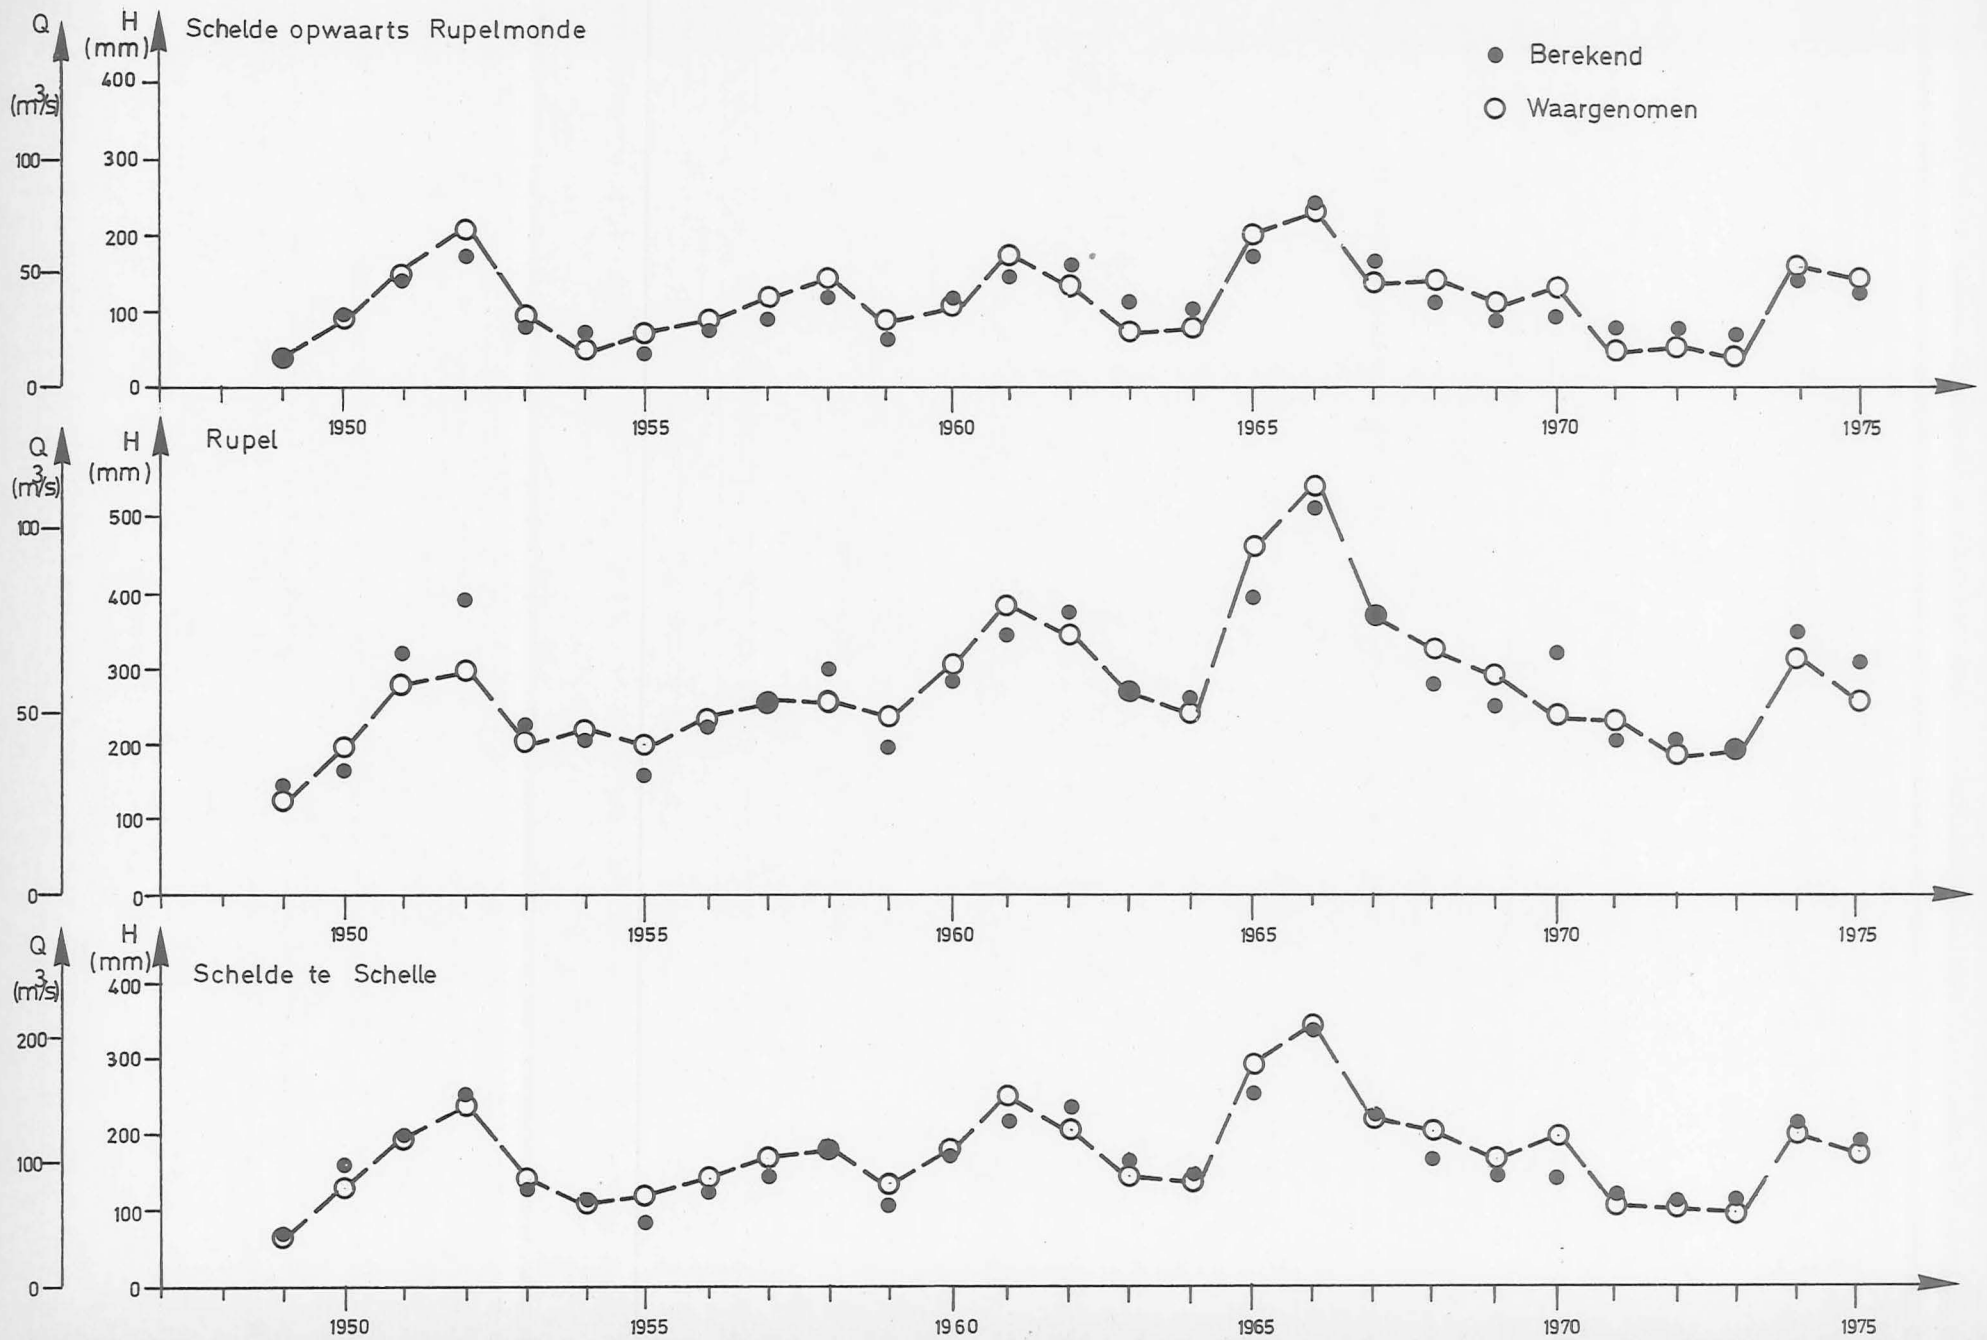 Schelde opwaarts Rupelmonde
Q
(m³/s)
100
50
0
H
(mm)
400
300
200
100
0
Berekend
Waargenomen
1950 1955 1960 1965 1970 1975
Rupel
Q
(m³/s)
100
50
0
H
(mm)
500
400
300
200
100
0
1950 1955 1960 1965 1970 1975
Schelde te Schelle
Q
(m³/s)
200
100
0
H
(mm)
400
300
200
100
0
1950 1955 1960 1965 1970 1975